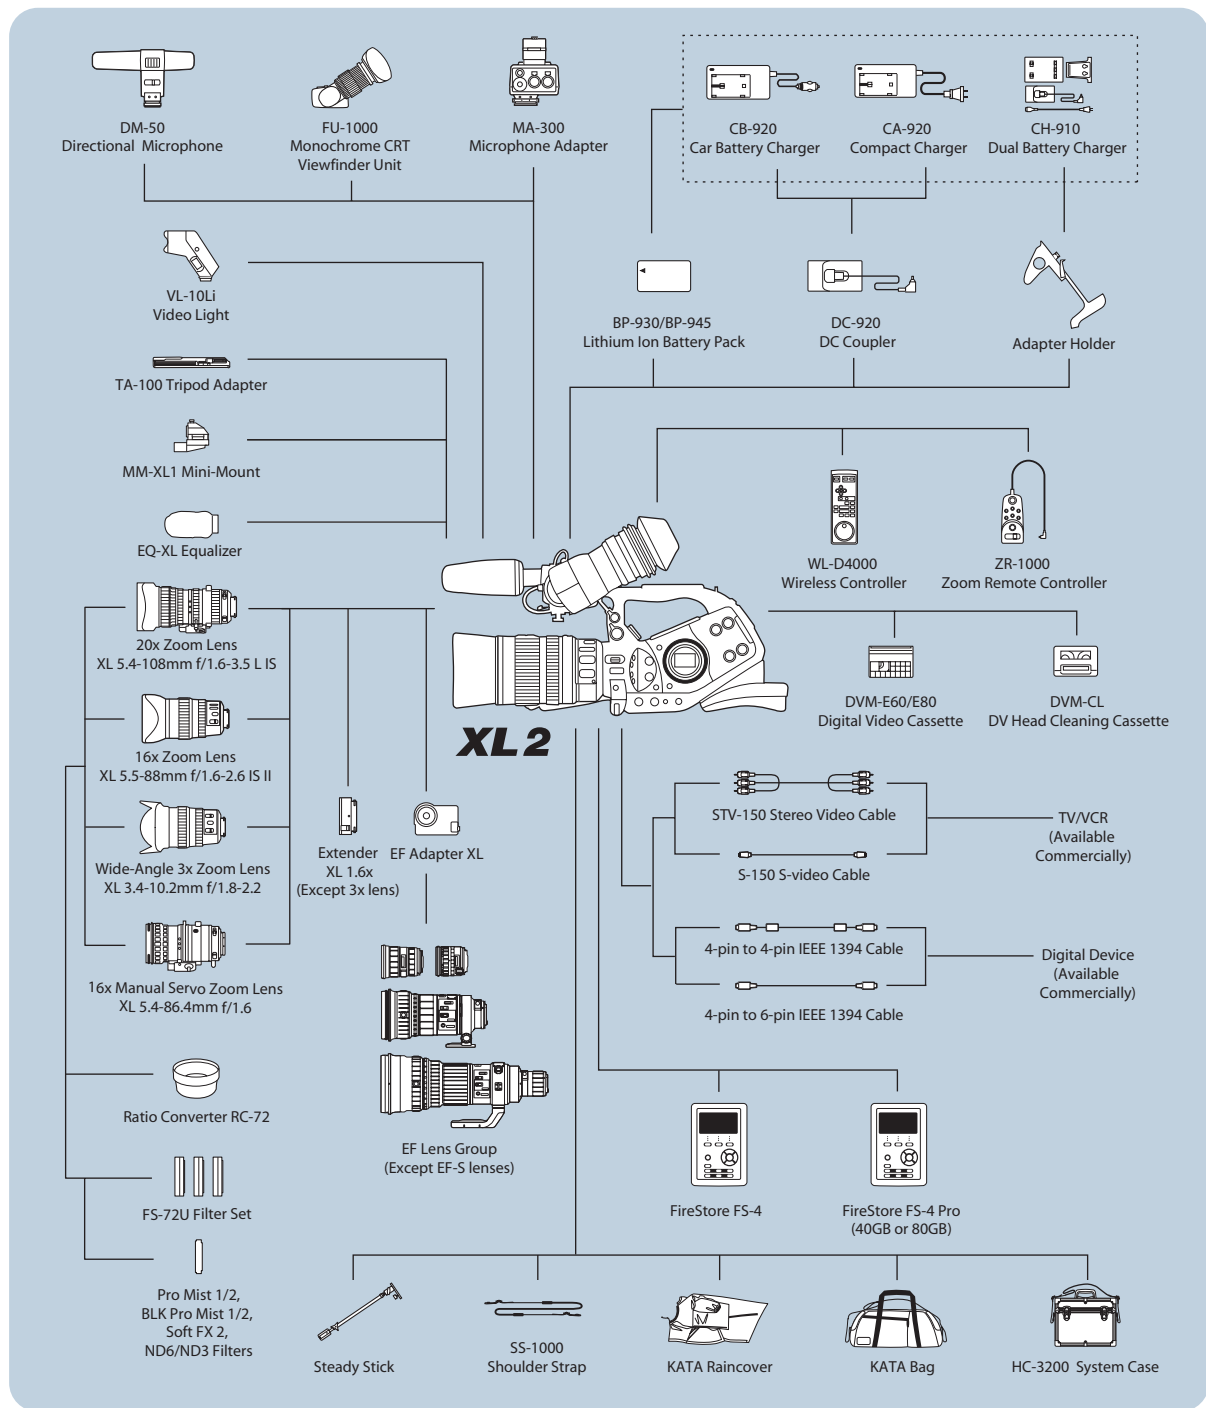 DM-50
Directional Microphone
FU-1000
Monochrome CRT
Viewfinder Unit
MA-300
Microphone Adapter
CB-920
Car Battery Charger
CA-920
Compact Charger
CH-910
Dual Battery Charger
VL-10Li
Video Light
BP-930/BP-945
Lithium Ion Battery Pack
DC-920
DC Coupler
Adapter Holder
TA-100 Tripod Adapter
MM-XL1 Mini-Mount
EQ-XL Equalizer
WL-D4000
Wireless Controller
ZR-1000
Zoom Remote Controller
20x Zoom Lens
XL 5.4-108mm f/1.6-3.5 L IS
16x Zoom Lens
XL 5.5-88mm f/1.6-2.6 IS II
Wide-Angle 3x Zoom Lens
XL 3.4-10.2mm f/1.8-2.2
16x Manual Servo Zoom Lens
XL 5.4-86.4mm f/1.6
Extender
XL 1.6x
(Except 3x lens)
EF Adapter XL
XL2
DVM-E60/E80
Digital Video Cassette
DVM-CL
DV Head Cleaning Cassette
STV-150 Stereo Video Cable
S-150 S-video Cable
TV/VCR
(Available
Commercially)
4-pin to 4-pin IEEE 1394 Cable
4-pin to 6-pin IEEE 1394 Cable
Digital Device
(Available
Commercially)
Ratio Converter RC-72
EF Lens Group
(Except EF-S lenses)
FS-72U Filter Set
FireStore FS-4
FireStore FS-4 Pro
(40GB or 80GB)
Pro Mist 1/2,
BLK Pro Mist 1/2,
Soft FX 2,
ND6/ND3 Filters
Steady Stick
SS-1000
Shoulder Strap
KATA Raincover
KATA Bag
HC-3200 System Case